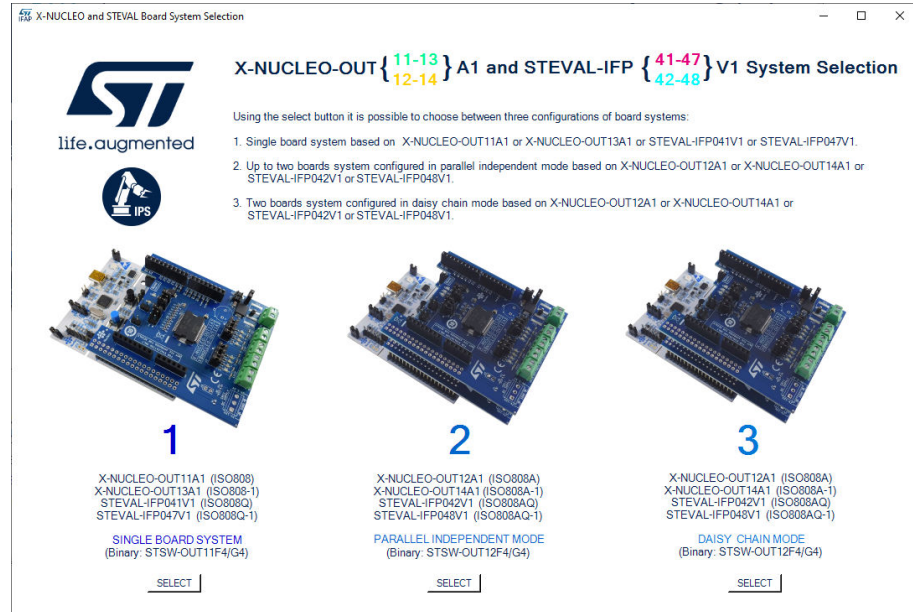 X-NUCLEO and STEVAL Board System Selection
X-NUCLEO-OUT{11-13 12-14}A1 and STEVAL-IFP {41-47 42-48}V1 System Selection
life.augmented
IPS
Using the select button it is possible to choose between three configurations of board systems:
1. Single board system based on X-NUCLEO-OUT11A1 or X-NUCLEO-OUT13A1 or STEVAL-IFP041V1 or STEVAL-IFP047V1.
2. Up to two boards system configured in parallel independent mode based on X-NUCLEO-OUT12A1 or X-NUCLEO-OUT14A1 or
STEVAL-IFP042V1 or STEVAL-IFP048V1.
3. Two boards system configured in daisy chain mode based on X-NUCLEO-OUT12A1 or X-NUCLEO-OUT14A1 or
STEVAL-IFP042V1 or STEVAL-IFP048V1.
1
X-NUCLEO-OUT11A1 (ISO808)
X-NUCLEO-OUT13A1 (ISO808-1)
STEVAL-IFP041V1 (ISO808Q)
STEVAL-IFP047V1 (ISO808Q-1)
SINGLE BOARD SYSTEM
(Binary: STSW-OUT11F4/G4)
SELECT
2
X-NUCLEO-OUT12A1 (ISO808A)
X-NUCLEO-OUT14A1 (ISO808A-1)
STEVAL-IFP042V1 (ISO808AQ)
STEVAL-IFP048V1 (ISO808AQ-1)
PARALLEL INDEPENDENT MODE
(Binary: STSW-OUT12F4/G4)
SELECT
3
X-NUCLEO-OUT12A1 (ISO808A)
X-NUCLEO-OUT14A1 (ISO808A-1)
STEVAL-IFP042V1 (ISO808AQ)
STEVAL-IFP048V1 (ISO808AQ-1)
DAISY CHAIN MODE
(Binary: STSW-OUT12F4/G4)
SELECT